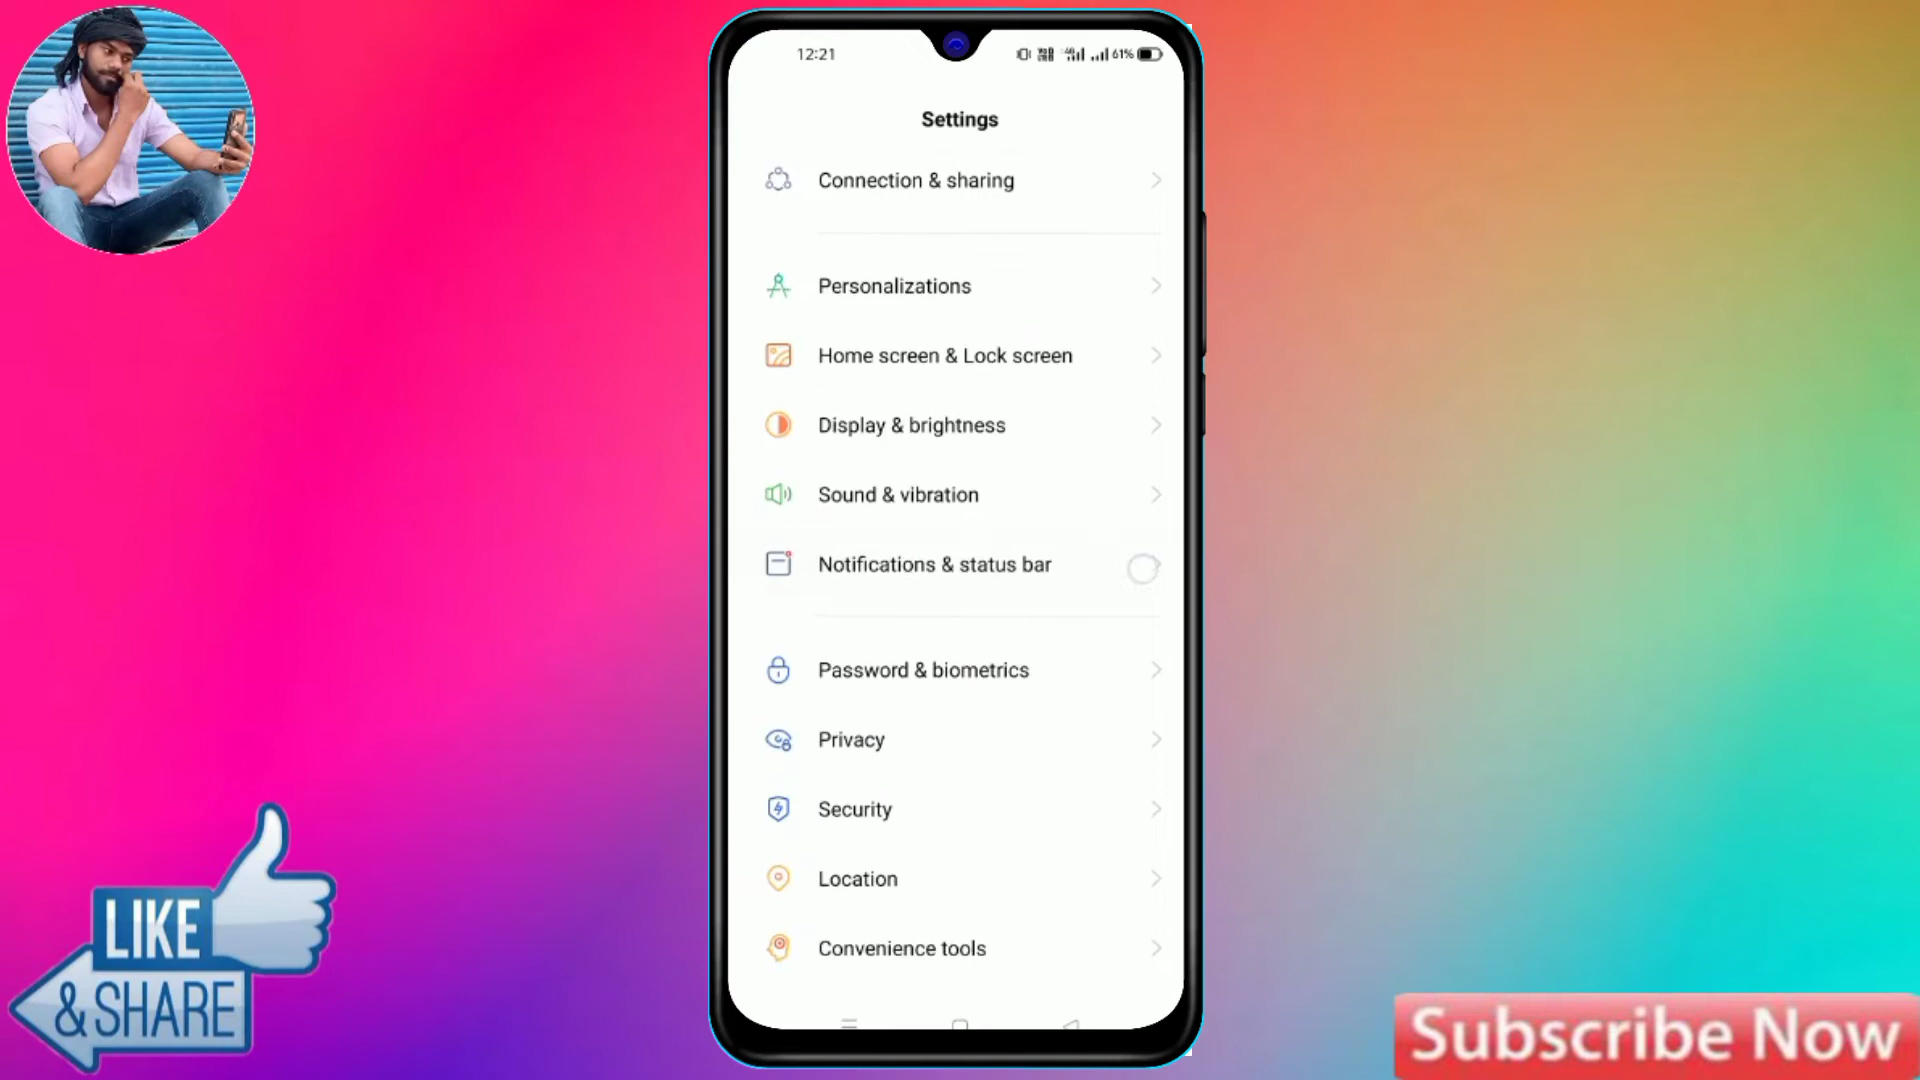 12:21
61%
Settings
Connection & sharing
Personalizations
Home screen & Lock screen
Display & brightness
Sound & vibration
Notifications & status bar
Password & biometrics
Privacy
Security
Location
Convenience tools
LIKE
& SHARE
Subscribe Now